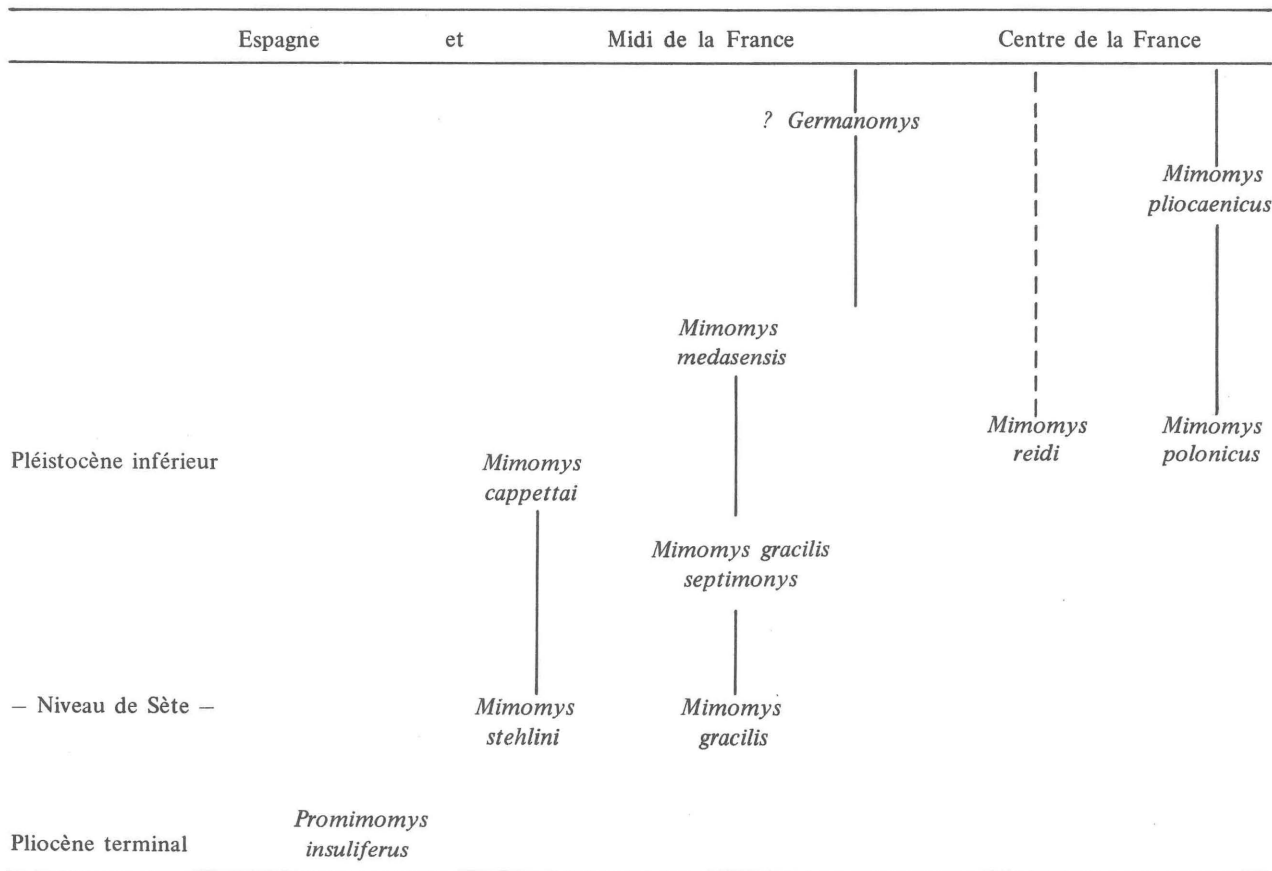 Espagne et Midi de la France Centre de la France
? Germanomys
Mimomys
pliocaenicus
Mimomys
medasensis
Mimomys
reidi
Mimomys
polonicus
Pléistocène inférieur
Mimomys
cappettai
Mimomys gracilis
septimonys
– Niveau de Sète –
Mimomys
stehlini
Mimomys
gracilis
Promimomys
insuliferus
Pliocène terminal